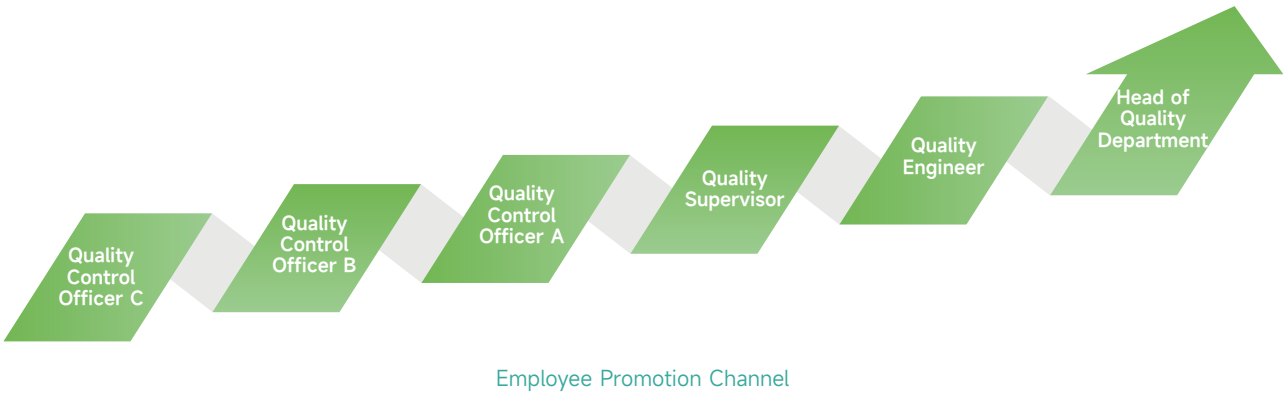 Quality
Control
Officer C
Quality
Control
Officer B
Quality
Control
Officer A
Quality
Supervisor
Quality
Engineer
Head of
Quality
Department
Employee Promotion Channel